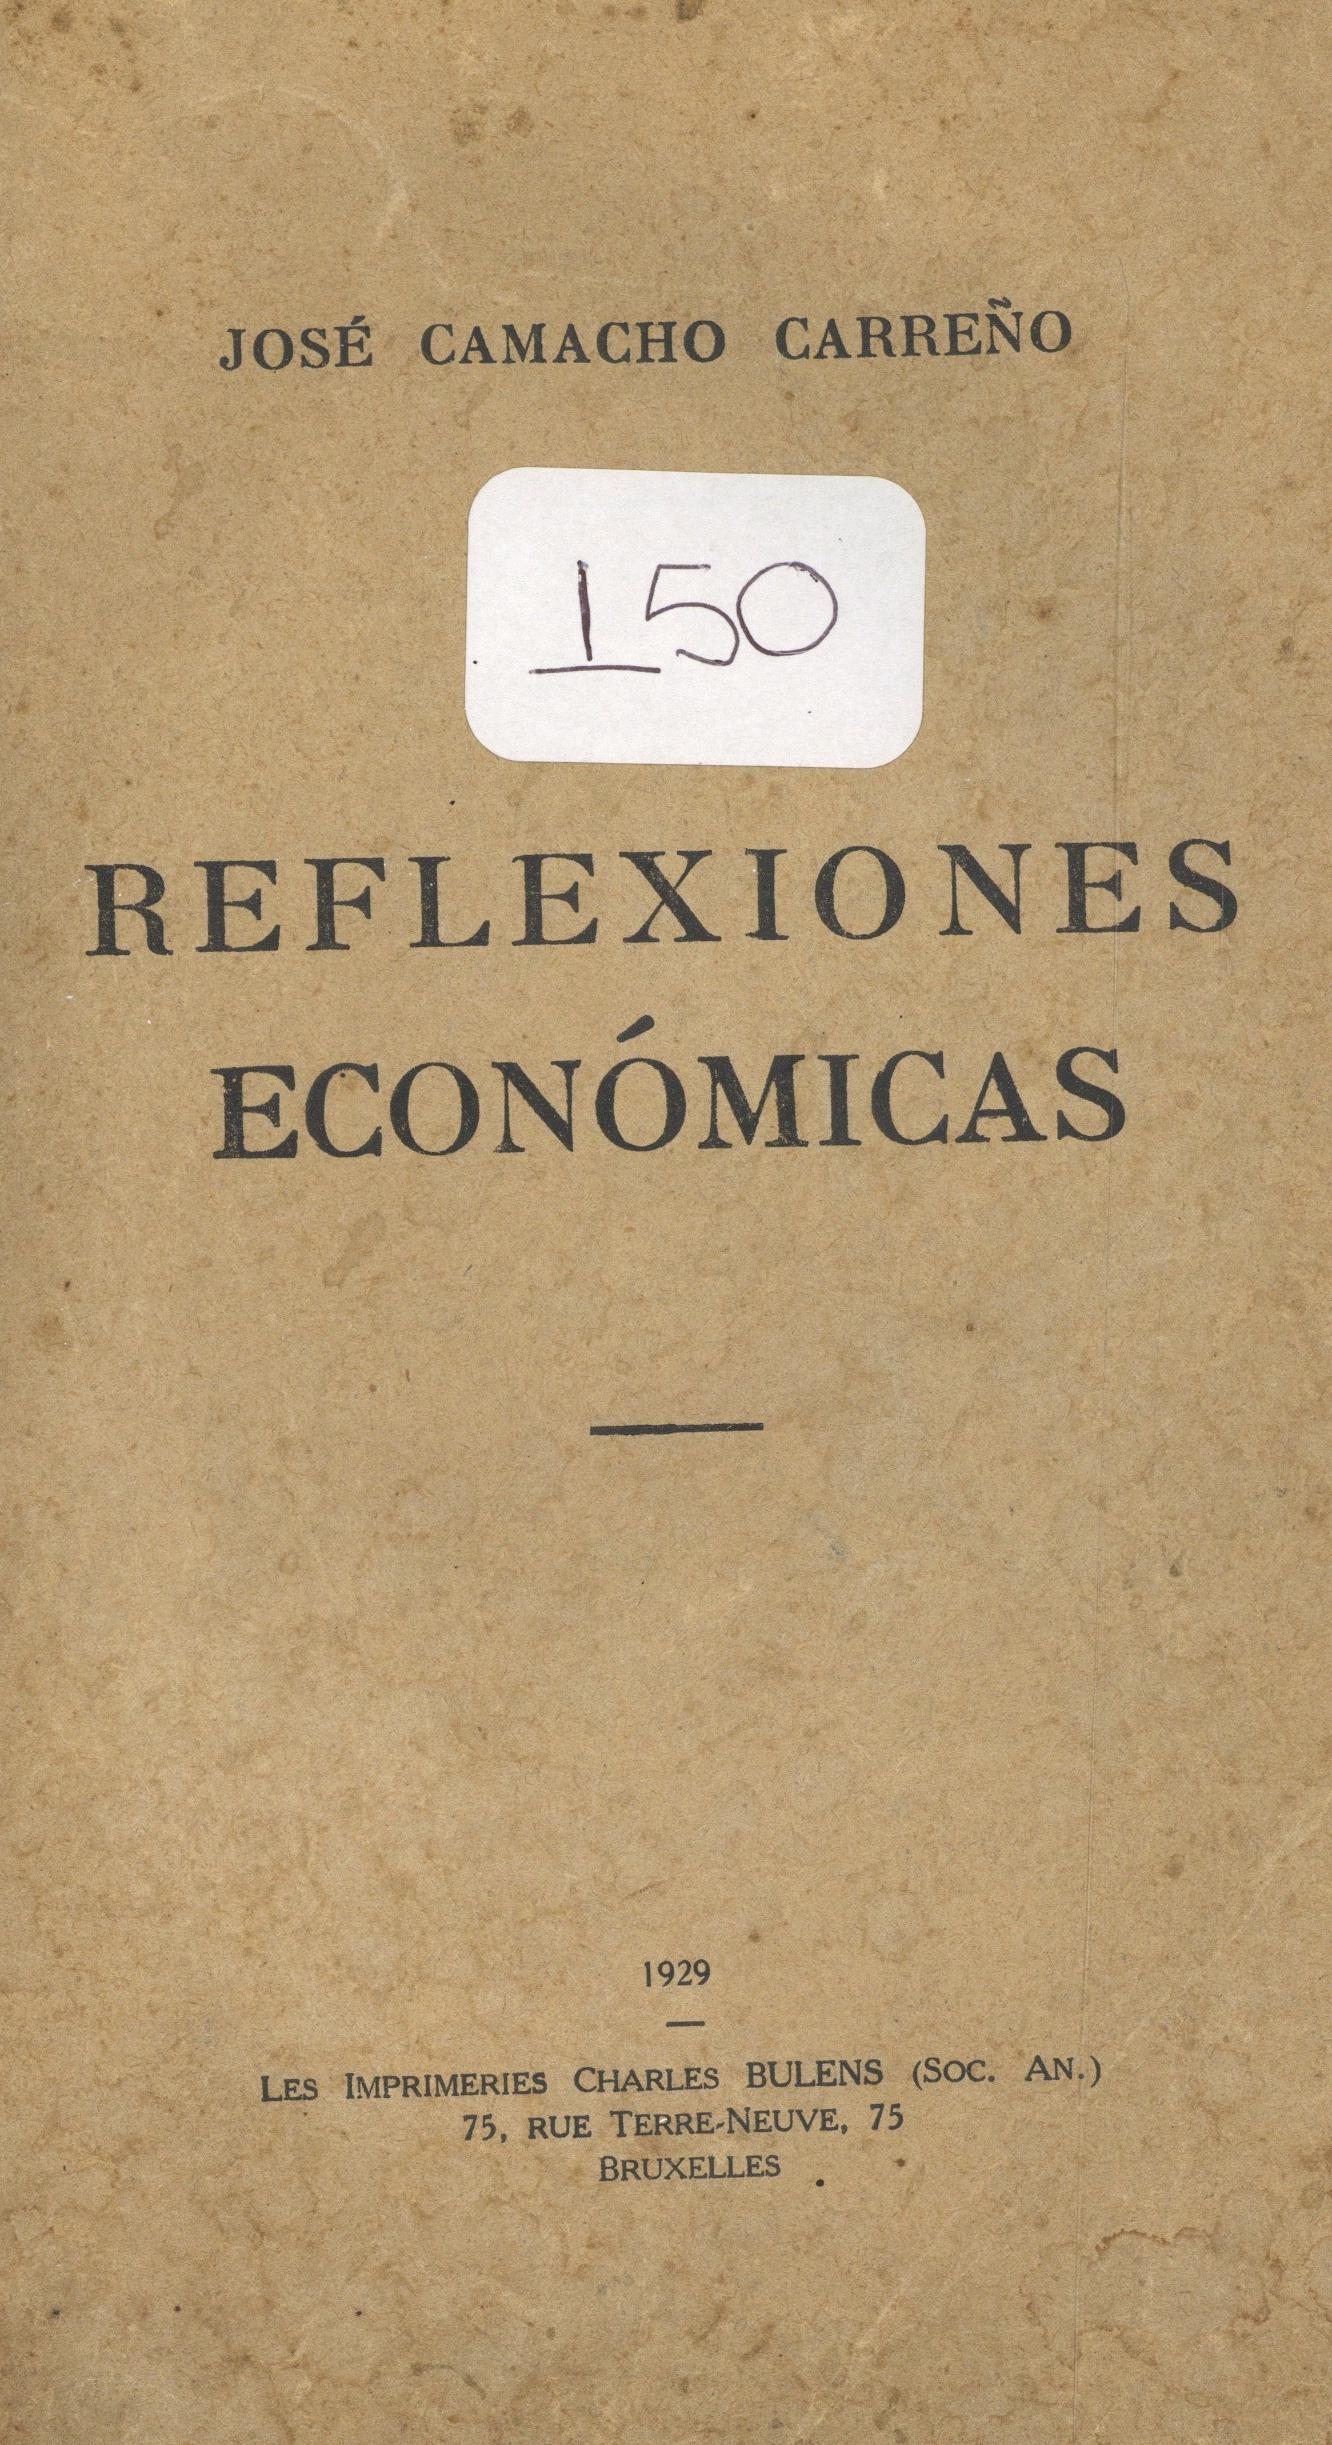 JOSÉ CAMACHO CARREÑO
150
REFLEXIONES
ECONÓMICAS
1929
LES IMPRIMERIES CHARLES BULENS (SOC. AN.)
75, RUE TERRE-NEUVE, 75
BRUXELLES